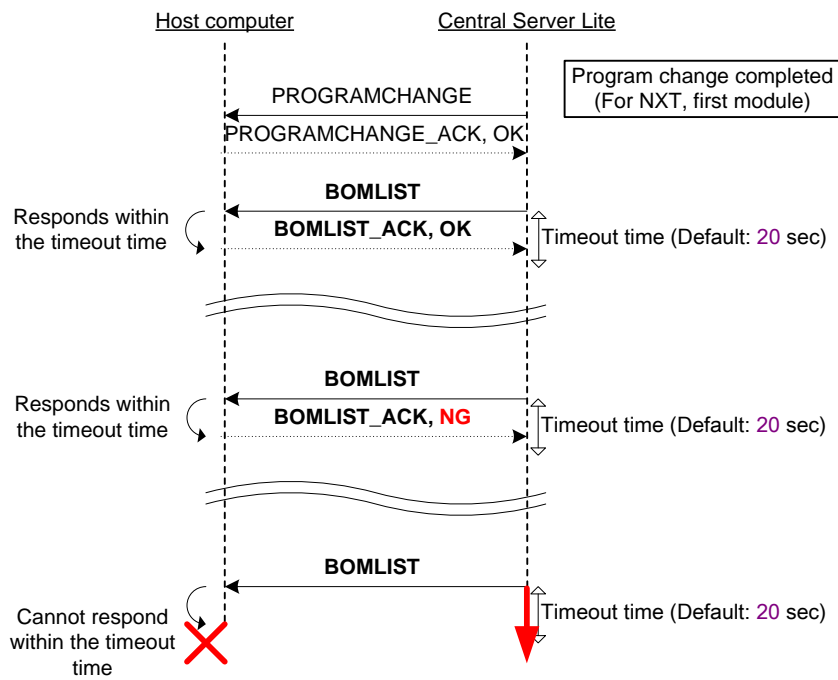 Host computer
Central Server Lite
Program change completed
(For NXT, first module)
PROGRAMCHANGE
PROGRAMCHANGE_ACK, OK
BOMLIST
Responds within
the timeout time
BOMLIST_ACK, OK
Timeout time (Default: 20 sec)
BOMLIST
Responds within
the timeout time
BOMLIST_ACK, NG
Timeout time (Default: 20 sec)
BOMLIST
Cannot respond
within the timeout
time
Timeout time (Default: 20 sec)